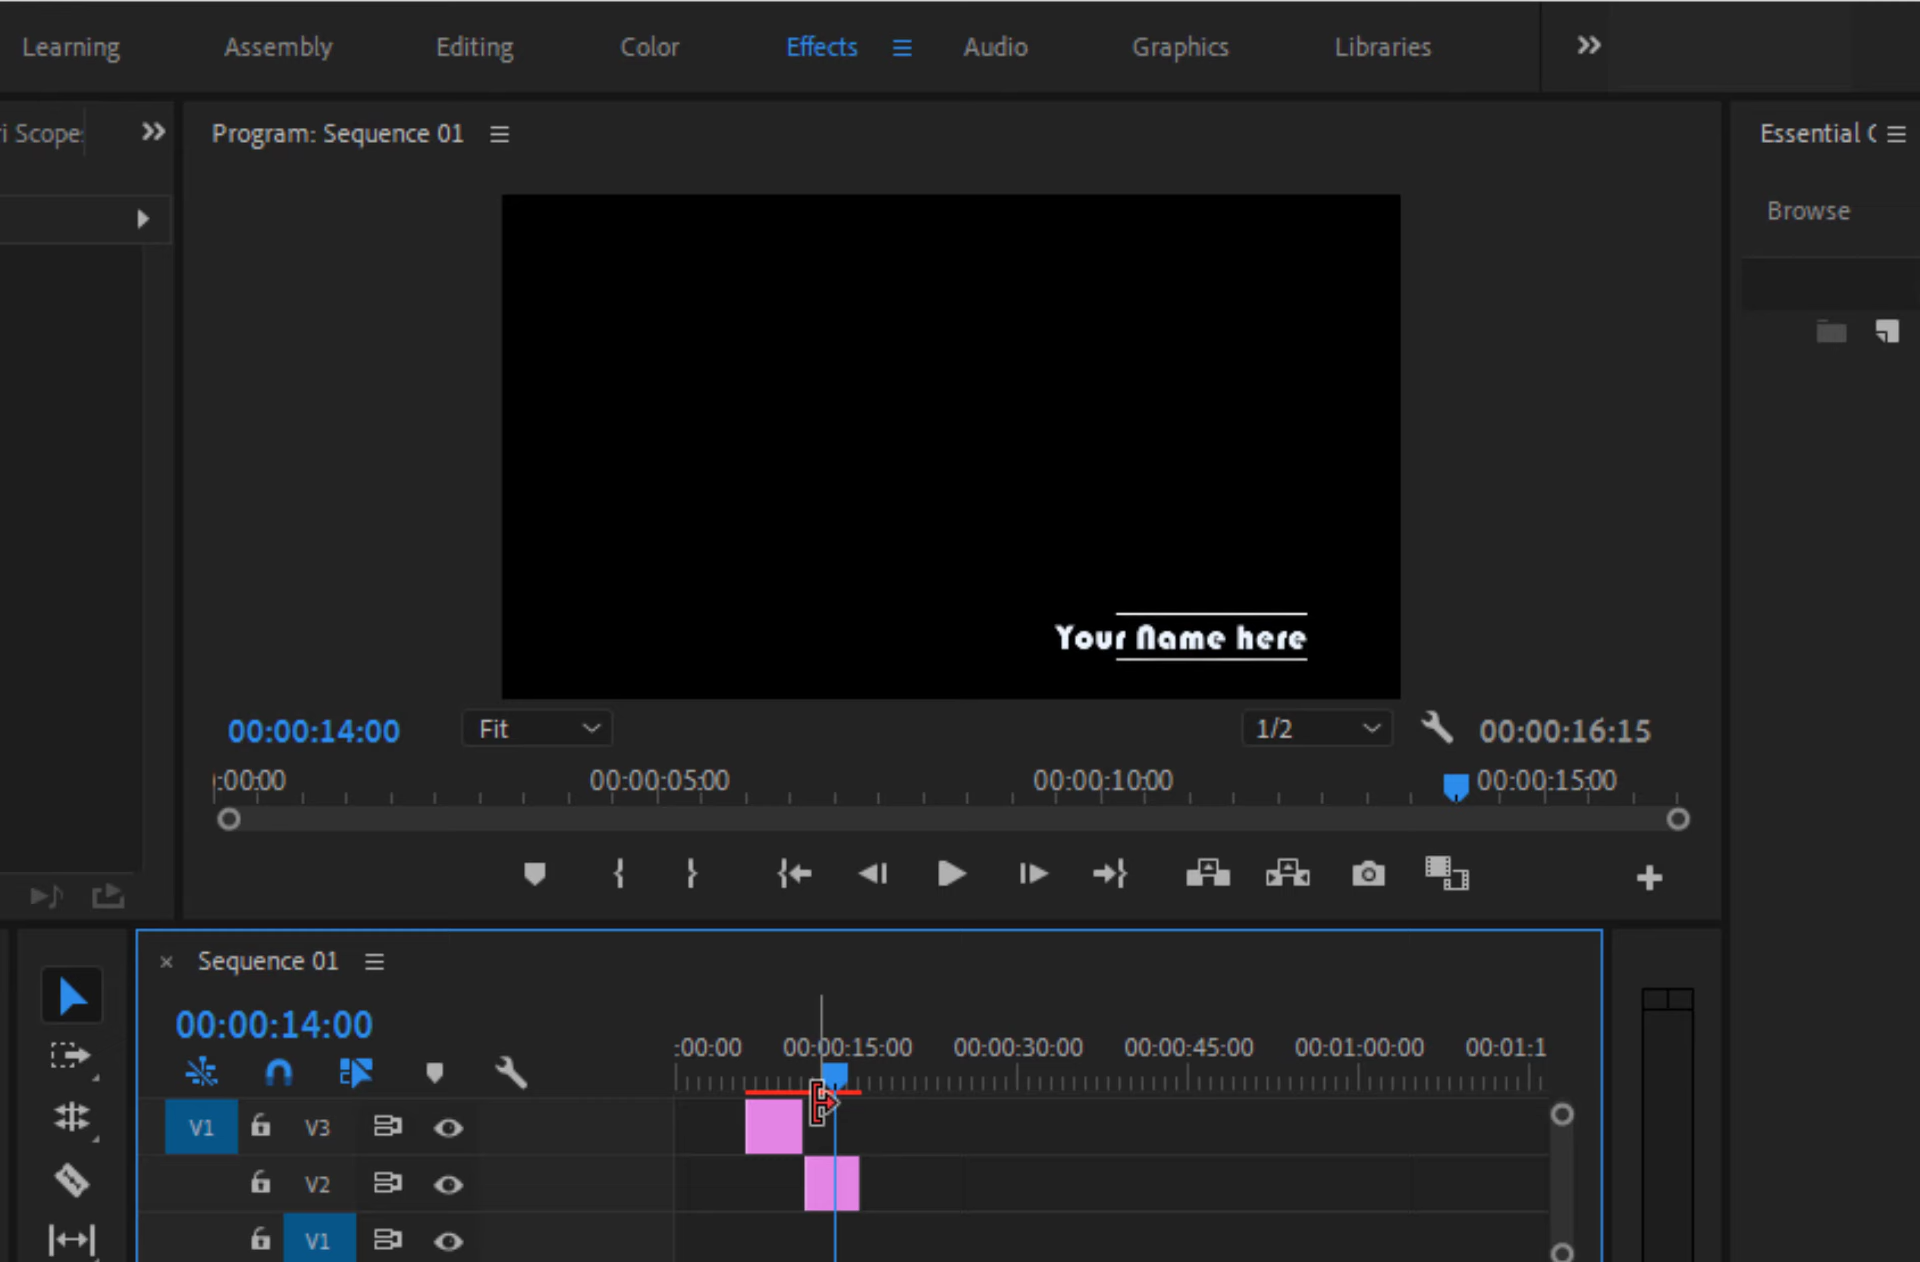 Learning Assembly Editing Color Effects Audio Graphics Libraries
ri Scope Program: Sequence 01 Essential
Browse
Your Name here
00:00:14:00 Fit 1/2 00:00:16:15
:00:00 00:00:05:00 00:00:10:00 00:00:15:00
× Sequence 01
00:00:14:00
:00:00 00:00:15:00 00:00:30:00 00:00:45:00 00:01:00:00 00:01:1
V1 V3
V2
V1